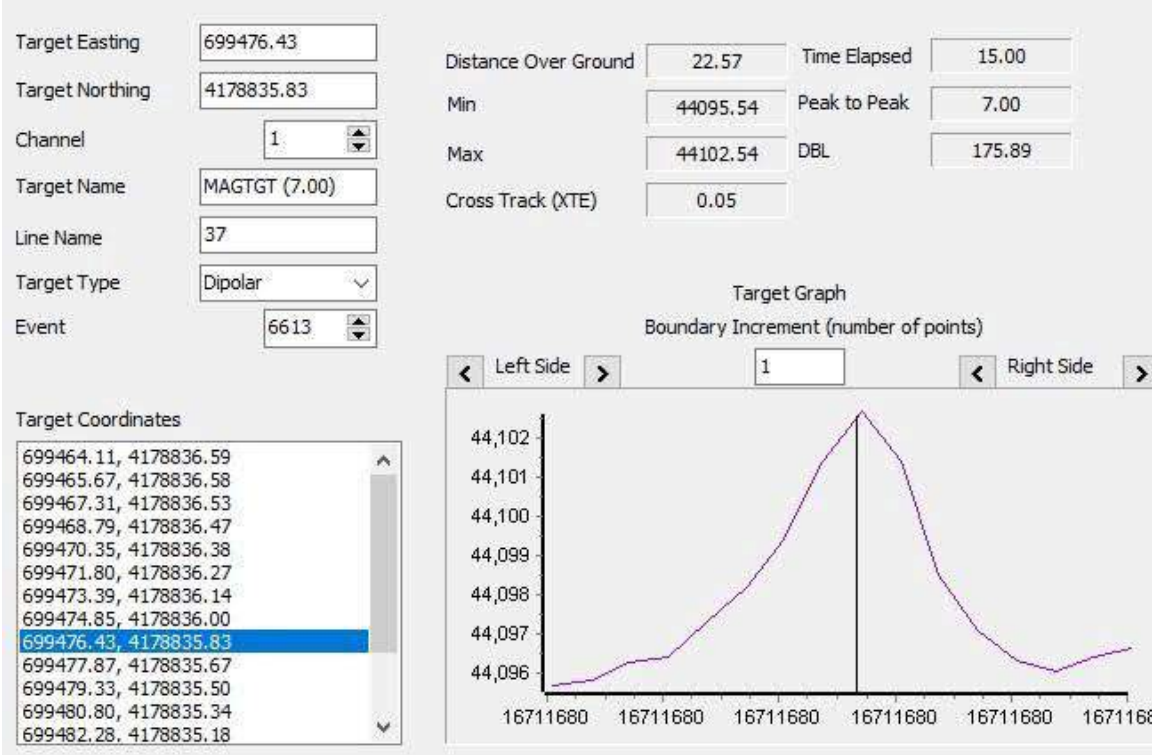 Target Easting 699476.43
Target Northing 4178835.83
Channel 1
Target Name MAGTGT (7.00)
Line Name 37
Target Type Dipolar
Event 6613
Distance Over Ground 22.57 Time Elapsed 15.00
Min 44095.54 Peak to Peak 7.00
Max 44102.54 DBL 175.89
Cross Track (XTE) 0.05
Target Graph
Boundary Increment (number of points)
< Left Side > 1 < Right Side >
Target Coordinates
699464.11, 4178836.59
699465.67, 4178836.58
699467.31, 4178836.53
699468.79, 4178836.47
699470.35, 4178836.38
699471.80, 4178836.27
699473.39, 4178836.14
699474.85, 4178836.00
699476.43, 4178835.83
699477.87, 4178835.67
699479.33, 4178835.50
699480.80, 4178835.34
699482.28, 4178835.18
44,102
44,101
44,100
44,099
44,098
44,097
44,096
16711680 16711680 16711680 16711680 16711680 1671168